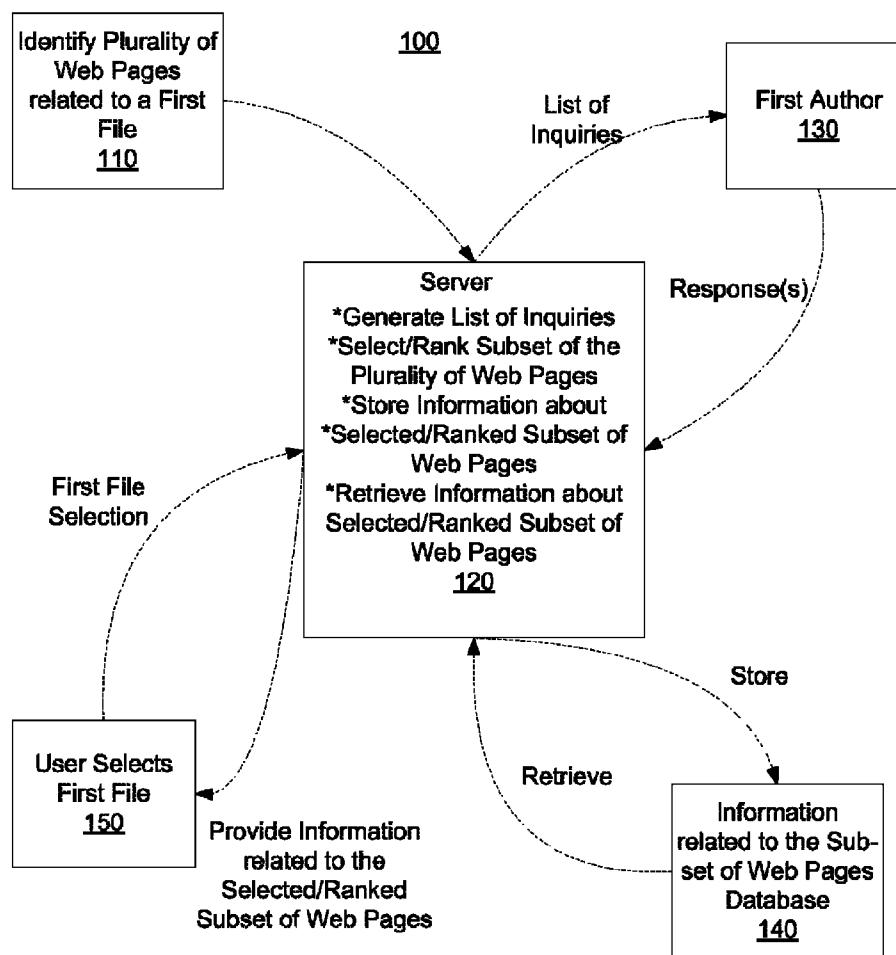 Identify Plurality of
Web Pages
related to a First
File
110
100
List of
Inquiries
First Author
130
Response(s)
Server
*Generate List of Inquiries
*Select/Rank Subset of the
Plurality of Web Pages
*Store Information about
*Selected/Ranked Subset of
Web Pages
*Retrieve Information about
Selected/Ranked Subset of
Web Pages
120
First File
Selection
User Selects
First File
150
Provide Information
related to the
Selected/Ranked
Subset of Web Pages
Store
Retrieve
Information
related to the Sub-
set of Web Pages
Database
140